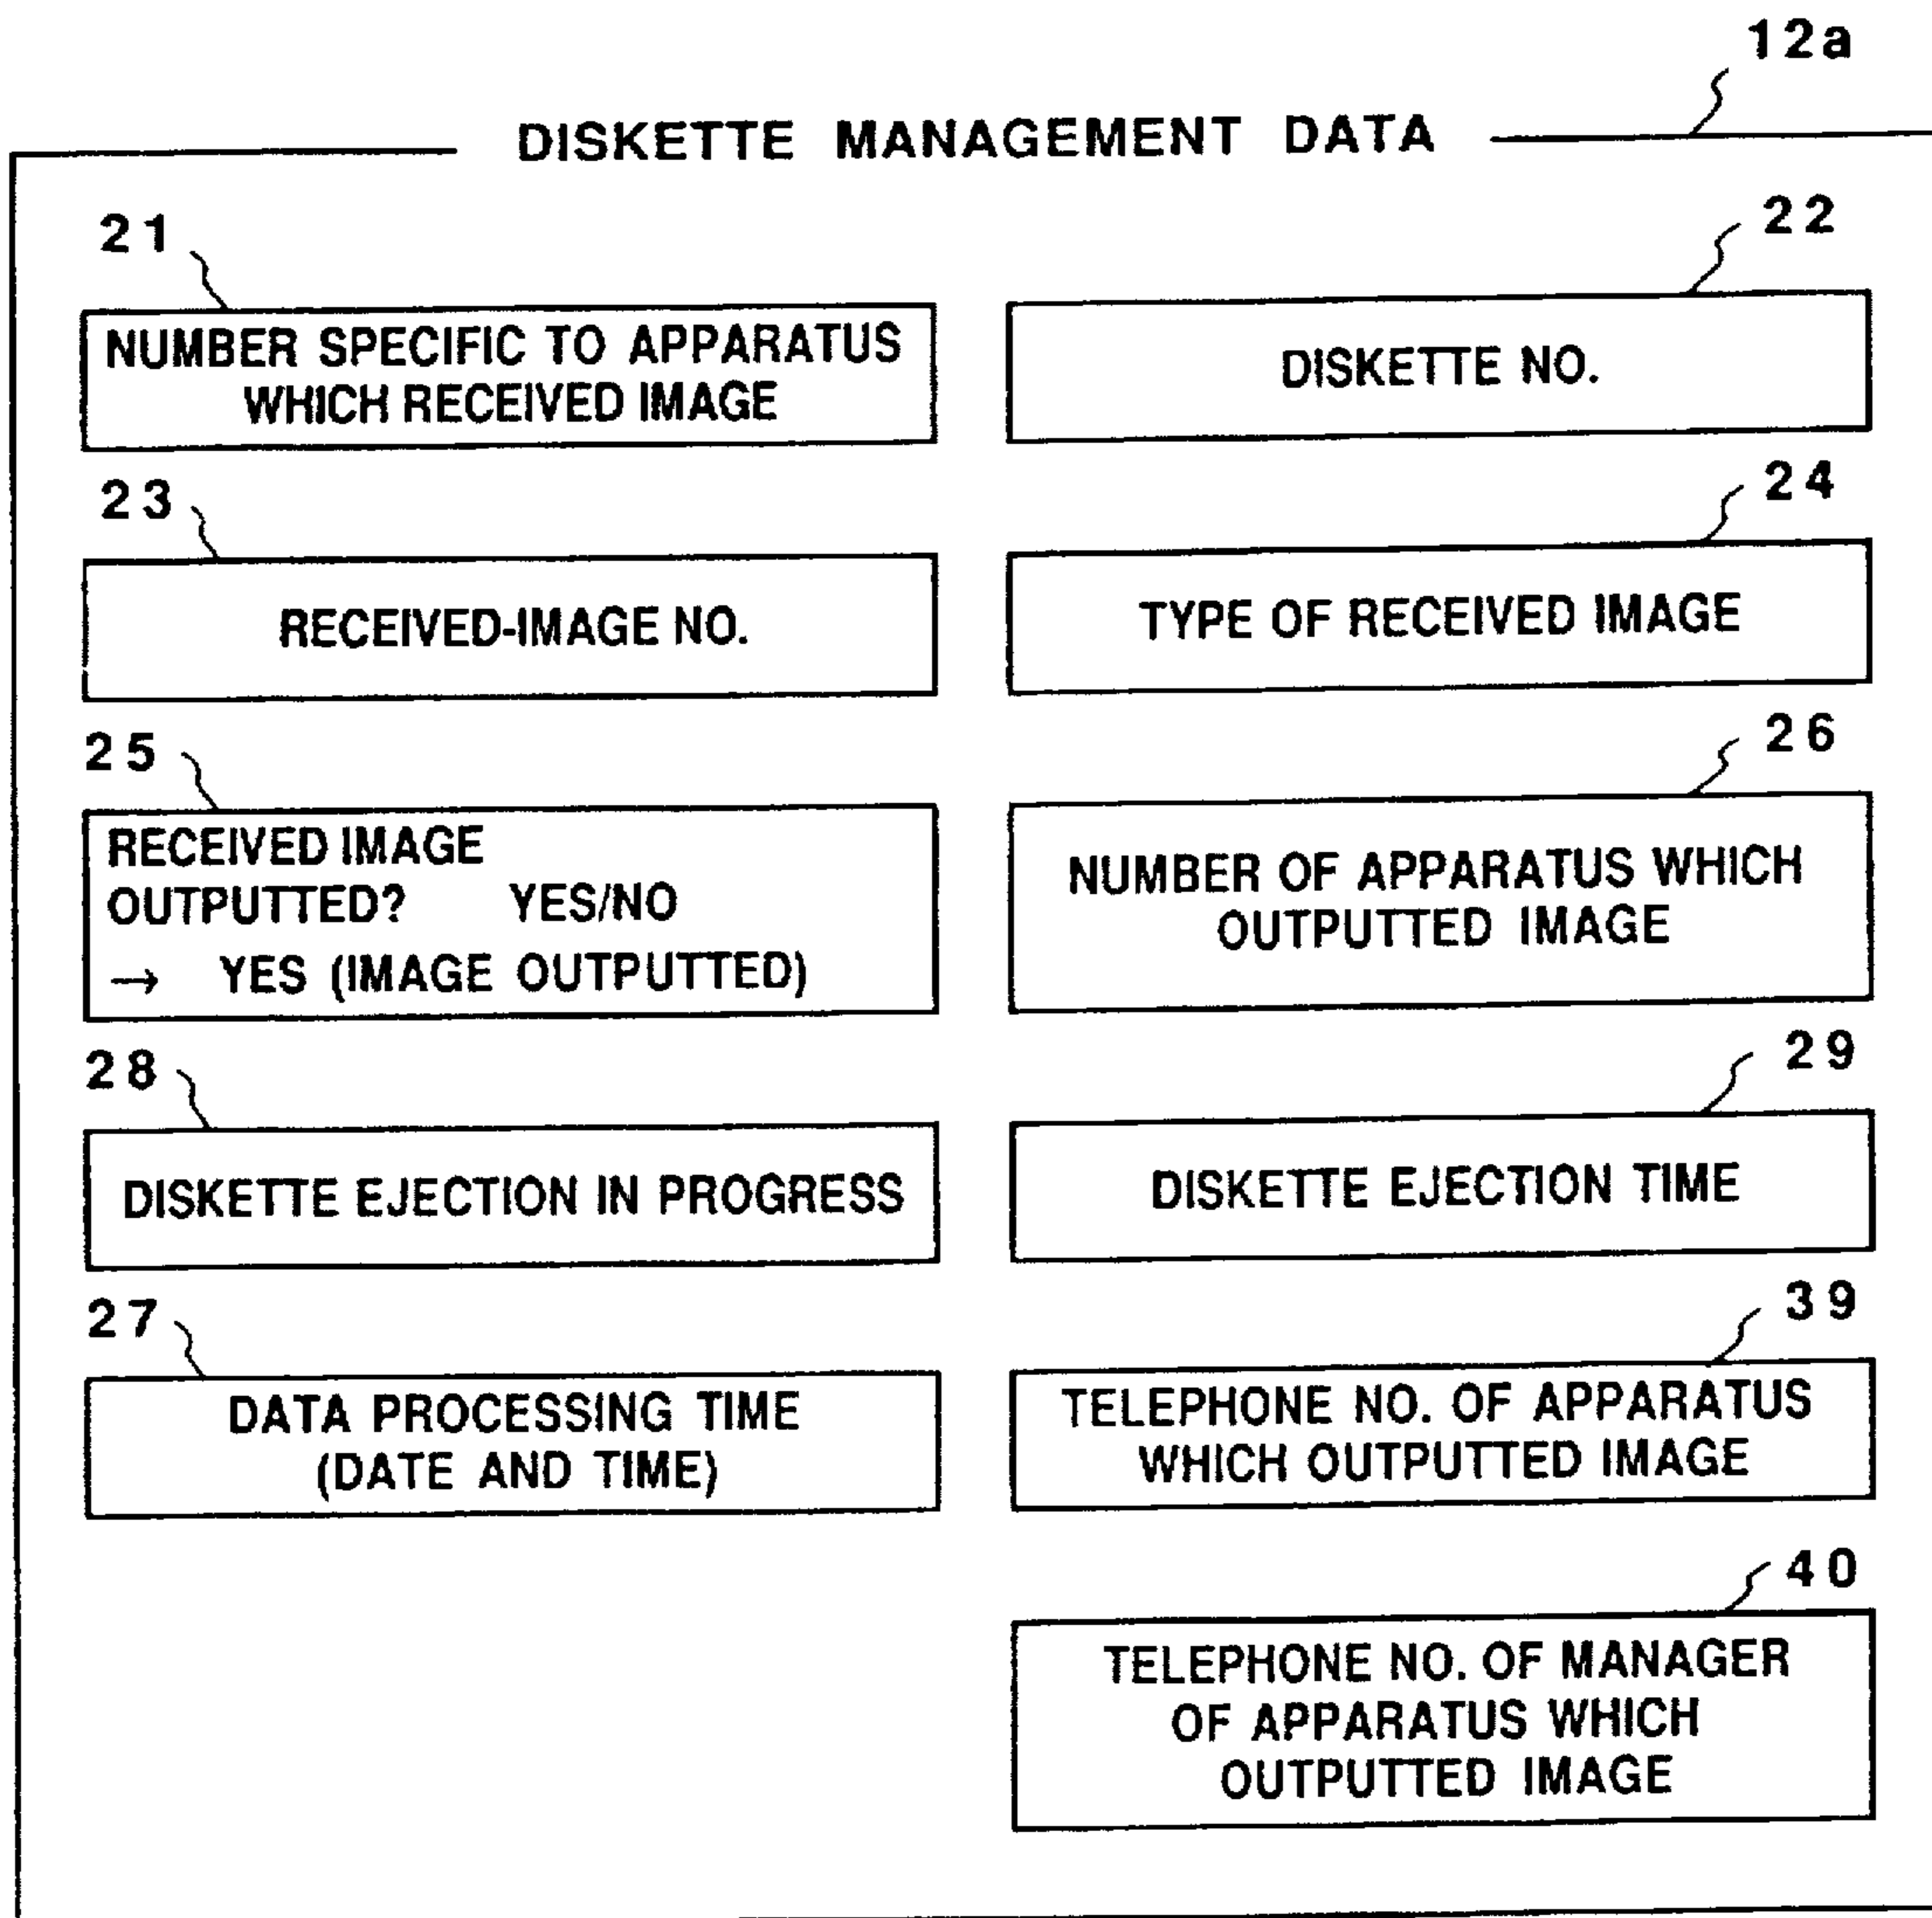 12a
DISKETTE MANAGEMENT DATA
21
22
NUMBER SPECIFIC TO APPARATUS
WHICH RECEIVED IMAGE
DISKETTE NO.
23
24
RECEIVED-IMAGE NO.
TYPE OF RECEIVED IMAGE
25
26
RECEIVED IMAGE
OUTPUTTED? YES/NO
→ YES (IMAGE OUTPUTTED)
NUMBER OF APPARATUS WHICH
OUTPUTTED IMAGE
28
29
DISKETTE EJECTION IN PROGRESS
DISKETTE EJECTION TIME
27
39
DATA PROCESSING TIME
(DATE AND TIME)
TELEPHONE NO. OF APPARATUS
WHICH OUTPUTTED IMAGE
40
TELEPHONE NO. OF MANAGER
OF APPARATUS WHICH
OUTPUTTED IMAGE